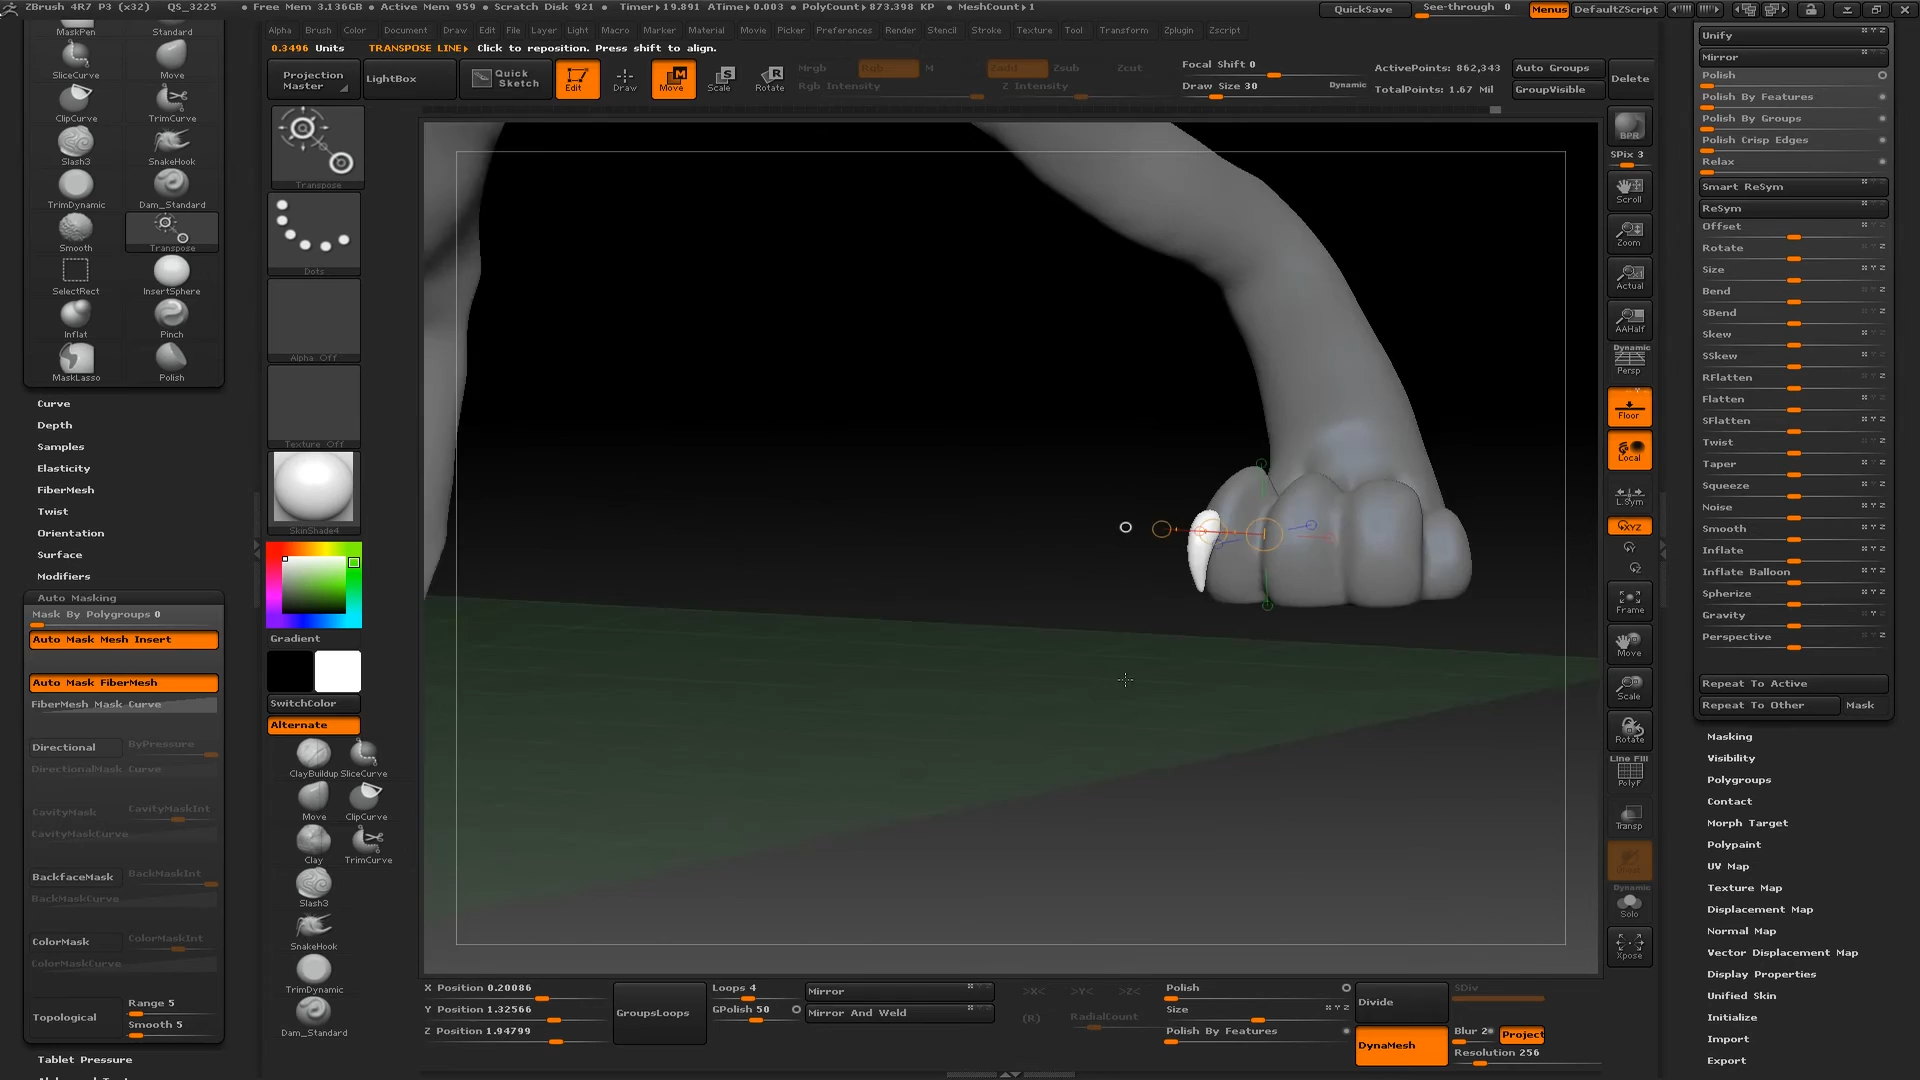 ZBrush 4R7 P3 (x32) QS_3225 • Free Mem 3.136GB • Active Mem 959 • Scratch Disk 921 • Timer▸19.891 ATime▸0.003 • PolyCount▸873.398 KP • MeshCount▸1 QuickSave See-through 0 Menus DefaultZScript
Alpha Brush Color Document Draw Edit File Layer Light Macro Marker Material Movie Picker Preferences Render Stencil Stroke Texture Tool Transform Zplugin Zscript
0.3496 Units TRANSPOSE LINE▸ Click to reposition. Press shift to align.
Projection Master LightBox Quick Sketch Edit Draw Move Scale Rotate
Mrgb Rgb M Zadd Zsub Zcut
Rgb Intensity Z Intensity
Focal Shift 0
Draw Size 30 Dynamic
ActivePoints: 862,343
TotalPoints: 1.67 Mil
Auto Groups
GroupVisible
Delete
MaskPen Standard
SliceCurve Move
ClipCurve TrimCurve
Slash3 SnakeHook
TrimDynamic Dam_Standard
Smooth Transpose
SelectRect InsertSphere
Inflat Pinch
MaskLasso Polish
Curve
Depth
Samples
Elasticity
FiberMesh
Twist
Orientation
Surface
Modifiers
Auto Masking
Mask By Polygroups 0
Auto Mask Mesh Insert
Auto Mask FiberMesh
FiberMesh Mask Curve
Directional ByPressure
DirectionalMask Curve
CavityMask CavityMaskInt
CavityMaskCurve
BackfaceMask BackMaskInt
BackMaskCurve
ColorMask ColorMaskInt
ColorMaskCurve
Topological Range 5
Smooth 5
Tablet Pressure
Transpose
Dots
Alpha Off
Texture Off
SkinShade4
Gradient
SwitchColor
Alternate
ClayBuildup SliceCurve
Move ClipCurve
Clay TrimCurve
Slash3
SnakeHook
TrimDynamic
Dam_Standard
X Position 0.20086
Y Position 1.32566
Z Position 1.94799
GroupsLoops
Loops 4
GPolish 50
Mirror
Mirror And Weld
>X< >Y< >Z<
(R) RadialCount
Polish
Size
Polish By Features
Divide
DynaMesh
SDiv
Blur 2 Project
Resolution 256
BPR
SPix 3
Scroll
Zoom
Actual
AAHalf
Dynamic
Persp
Floor
Local
L.Sym
XYZ
Y
Z
Frame
Move
Scale
Rotate
Line Fill
PolyF
Transp
Dynamic
Solo
Xpose
Unify
Mirror
Polish
Polish By Features
Polish By Groups
Polish Crisp Edges
Relax
Smart ReSym
ReSym
Offset
Rotate
Size
Bend
SBend
Skew
SSkew
RFlatten
Flatten
SFlatten
Twist
Taper
Squeeze
Noise
Smooth
Inflate
Inflate Balloon
Spherize
Gravity
Perspective
Repeat To Active
Repeat To Other Mask
Masking
Visibility
Polygroups
Contact
Morph Target
Polypaint
UV Map
Texture Map
Displacement Map
Normal Map
Vector Displacement Map
Display Properties
Unified Skin
Initialize
Import
Export